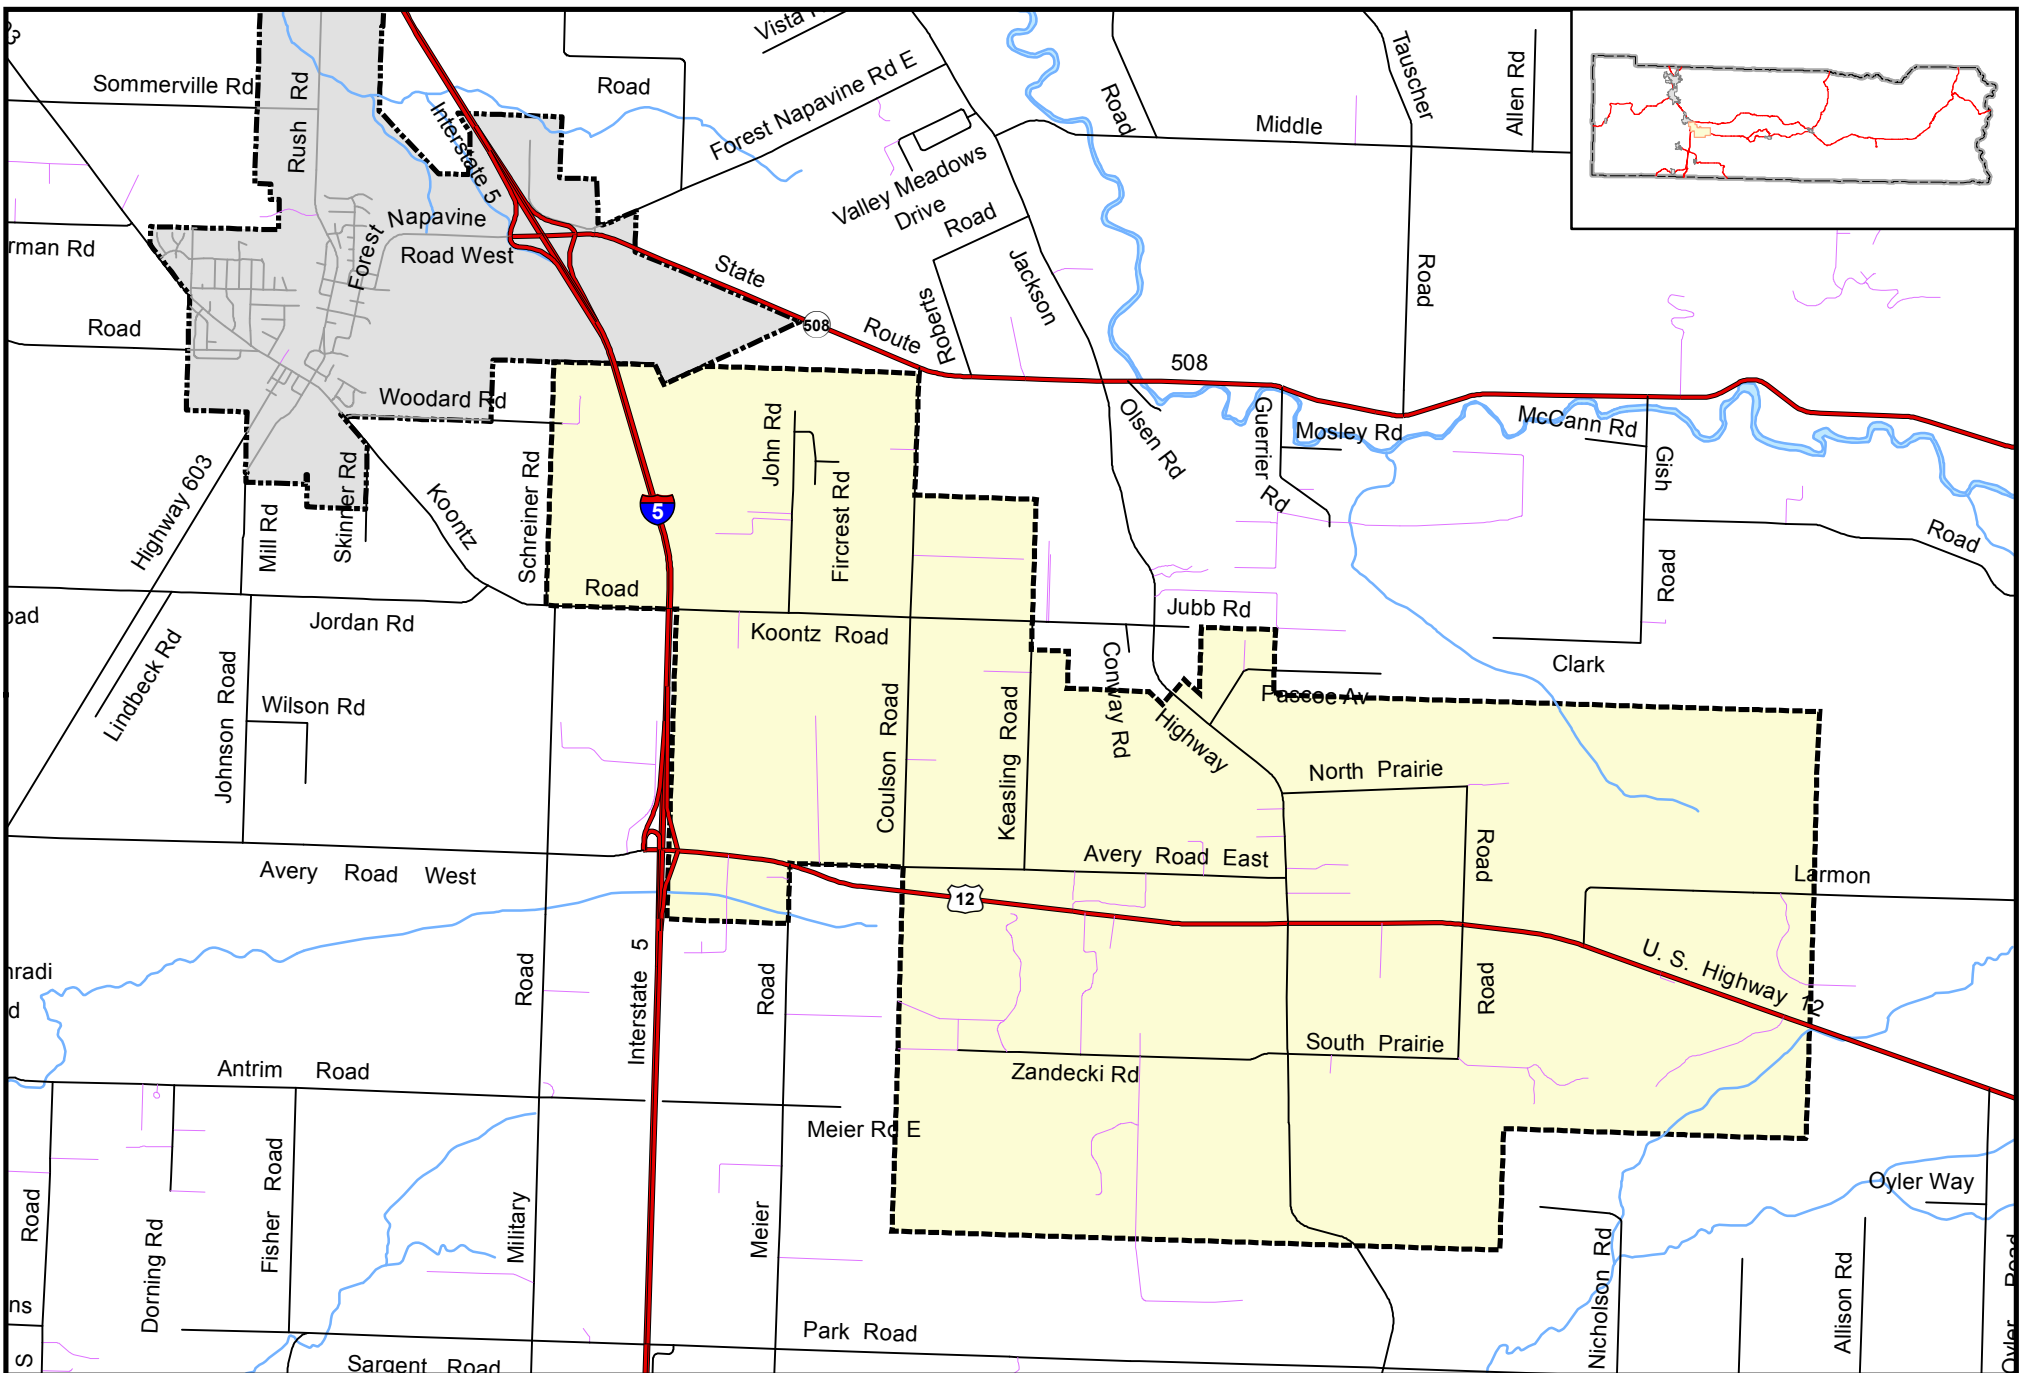 Vista
Sommerville Rd
Rush Rd
Interstate 5
Road
Forest Napavine Rd E
Road
Tauscher
Allen Rd
Middle
Valley Meadows
Drive
Road
Napavine
Forest
Road West
rman Rd
State
Jackson
Road
Road
508
Route
Roberts
508
Woodard Rd
John Rd
Olsen Rd
Guerrier
Rd
Mosley Rd
McCann Rd
Gish
Road
Highway 603
Mill Rd
Skinner Rd
Koontz
Schreiner Rd
5
Fircrest Rd
Road
Road
oad
Jordan Rd
Koontz Road
Jubb Rd
Clark
Lindbeck Rd
Johnson Road
Wilson Rd
Coulson Road
Keasling Road
Conway Rd
Highway
Pascoe Av
North Prairie
Road
Avery Road West
Avery Road East
Larmon
12
U. S. Highway 12
nradi
d
Road
Interstate 5
Road
Road
South Prairie
Antrim Road
Zandecki Rd
Meier Rd E
Road
Dorning Rd
Fisher Road
Military
Meier
Oyler Way
Nicholson Rd
Allison Rd
Oyler Road
ns
S
Park Road
Sargent Road